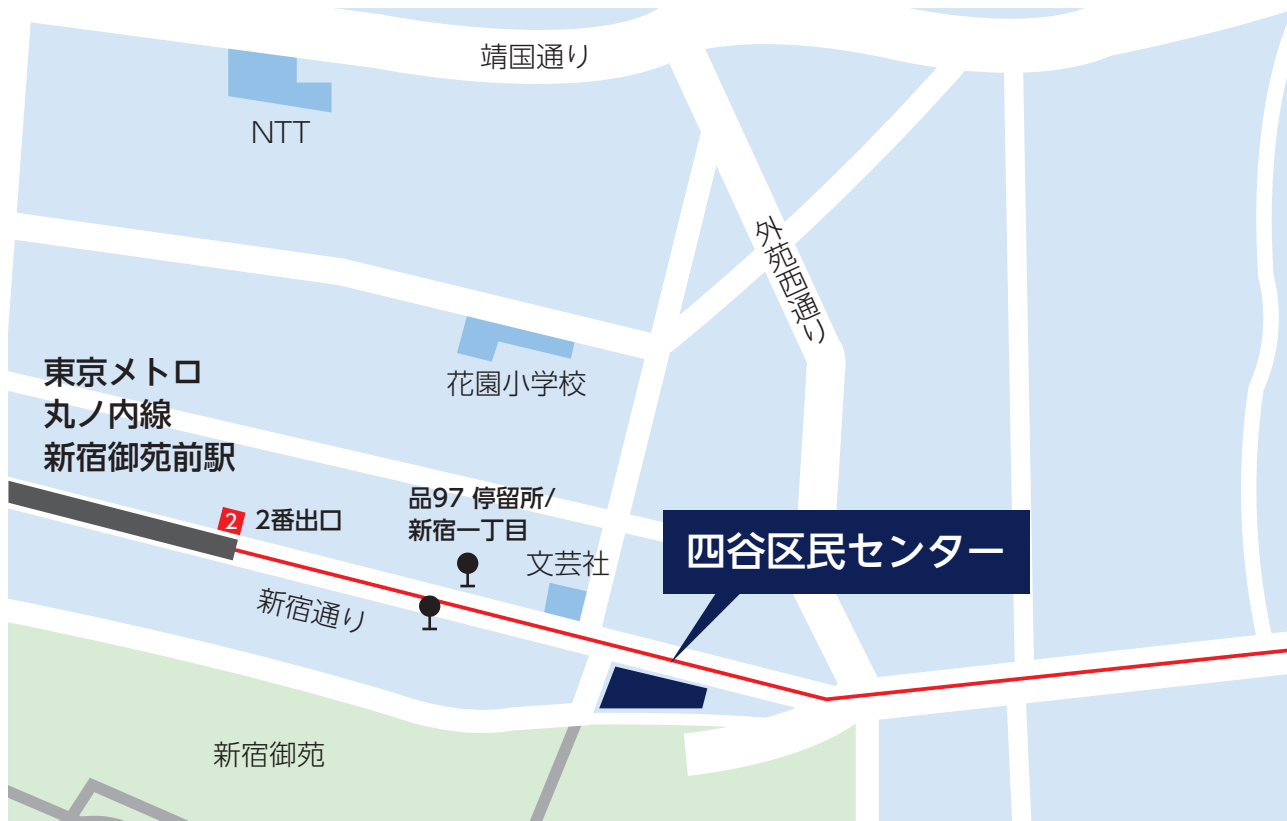 靖国通り
NTT
外苑西通り
花園小学校
東京メトロ
丸ノ内線
新宿御苑前駅
2
2番出口
品97 停留所/
新宿一丁目
文芸社
四谷区民センター
新宿通り
新宿御苑